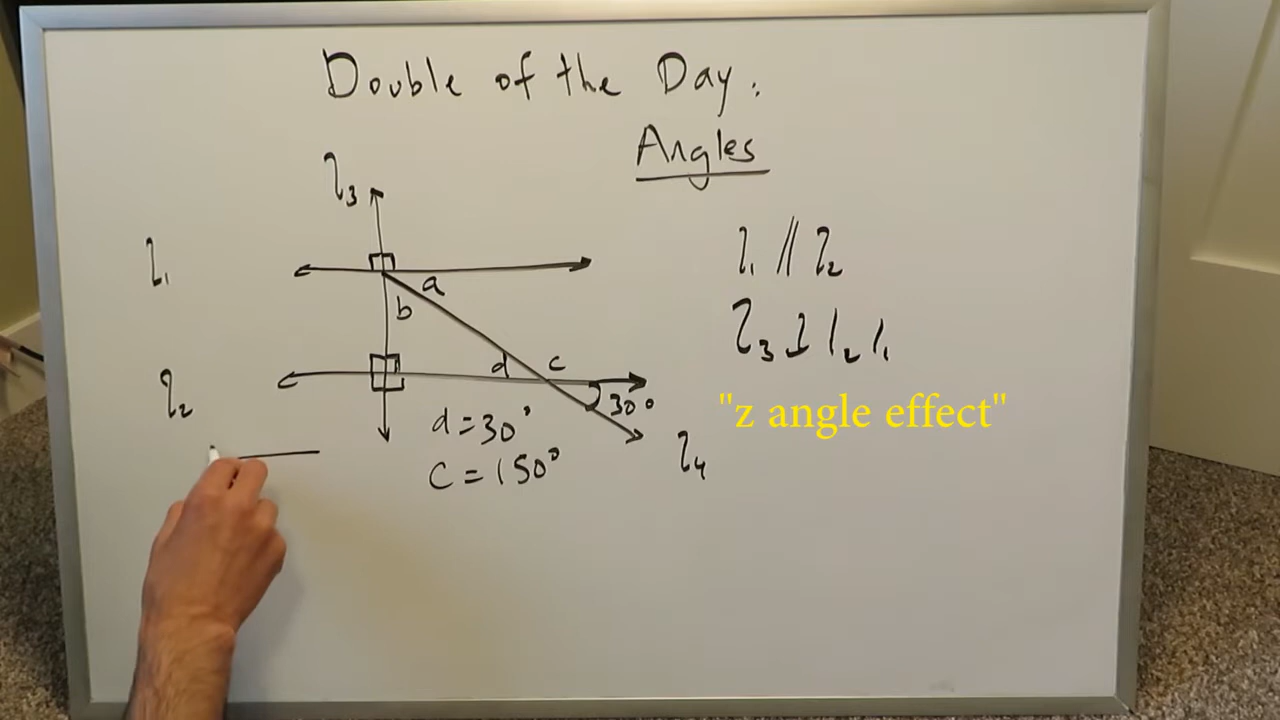 Double of the Day:
Angles
l3
l1
a
b
l1 // l2
l3 ⊥ l2 l1
d
c
l2
30°
"z angle effect"
d = 30°
c = 150°
l4